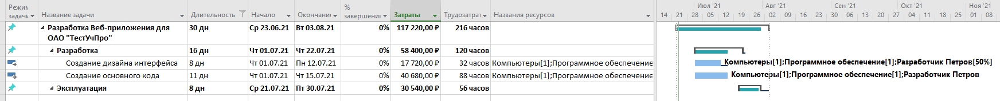 Режим задачи
Название задачи
Длительность
Начало
Окончание
% завершения
Затраты
Трудозатраты
Названия ресурсов
Июл '21 Авг '21 Сен '21 Окт '21 Ноя '21
14 21 28 05 12 19 26 02 09 16 23 30 06 13 20 27 04 11 18 25 01 08
Разработка Веб-приложения для ОАО "ТестУчПро" 30 дн Ср 23.06.21 Вт 03.08.21 0% 117 220,00 ₽ 216 часов
Разработка 16 дн Чт 01.07.21 Чт 22.07.21 0% 58 400,00 ₽ 120 часов
Создание дизайна интерфейса 8 дн Чт 01.07.21 Пн 12.07.21 0% 17 720,00 ₽ 32 часов Компьютеры[1];Программное обеспечение
Компьютеры[1];Программное обеспечение[1];Разработчик Петров[50%]
Создание основного кода 11 дн Чт 01.07.21 Чт 15.07.21 0% 40 680,00 ₽ 88 часов Компьютеры[1];Программное обеспечение
Компьютеры[1];Программное обеспечение[1];Разработчик Петров
Эксплуатация 8 дн Ср 21.07.21 Пт 30.07.21 0% 30 540,00 ₽ 56 часов